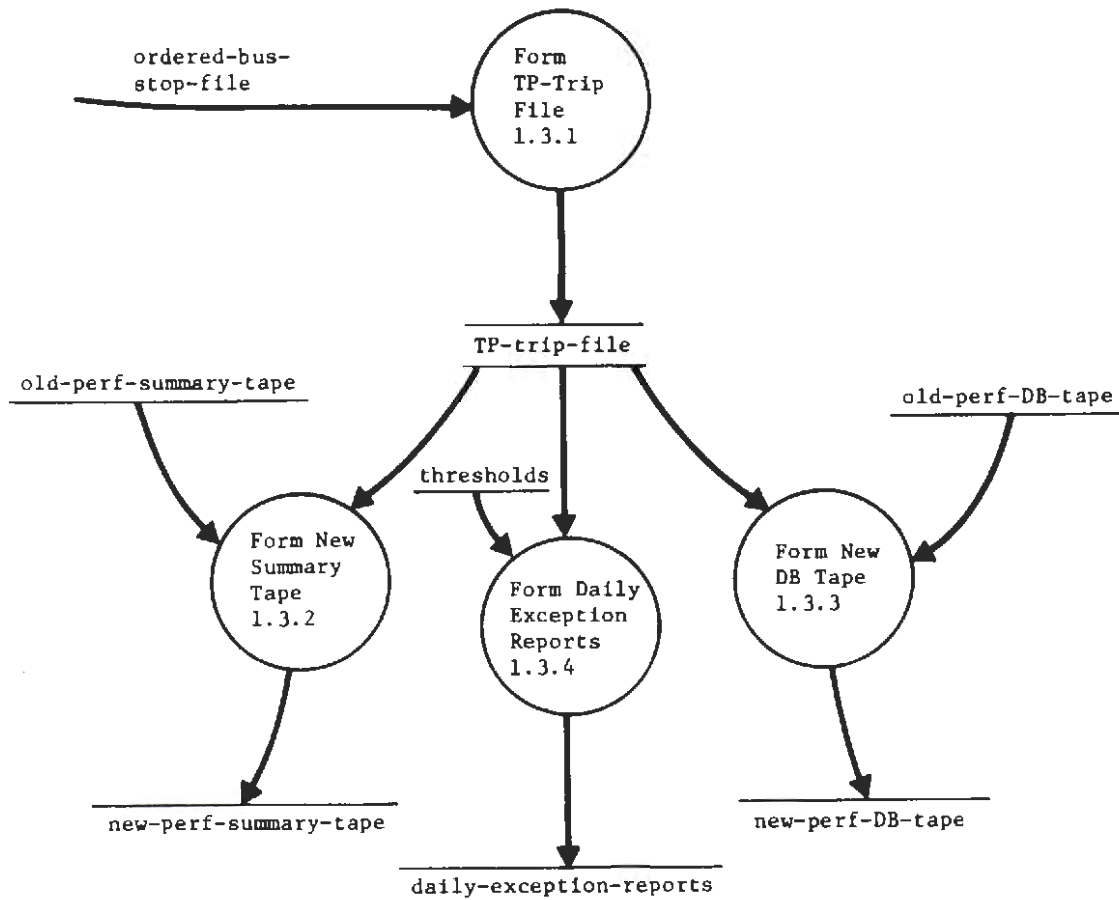 ordered-bus-
stop-file
Form
TP-Trip
File
1.3.1
TP-trip-file
old-perf-summary-tape
old-perf-DB-tape
thresholds
Form New
Summary
Tape
1.3.2
Form Daily
Exception
Reports
1.3.4
Form New
DB Tape
1.3.3
new-perf-summary-tape
new-perf-DB-tape
daily-exception-reports